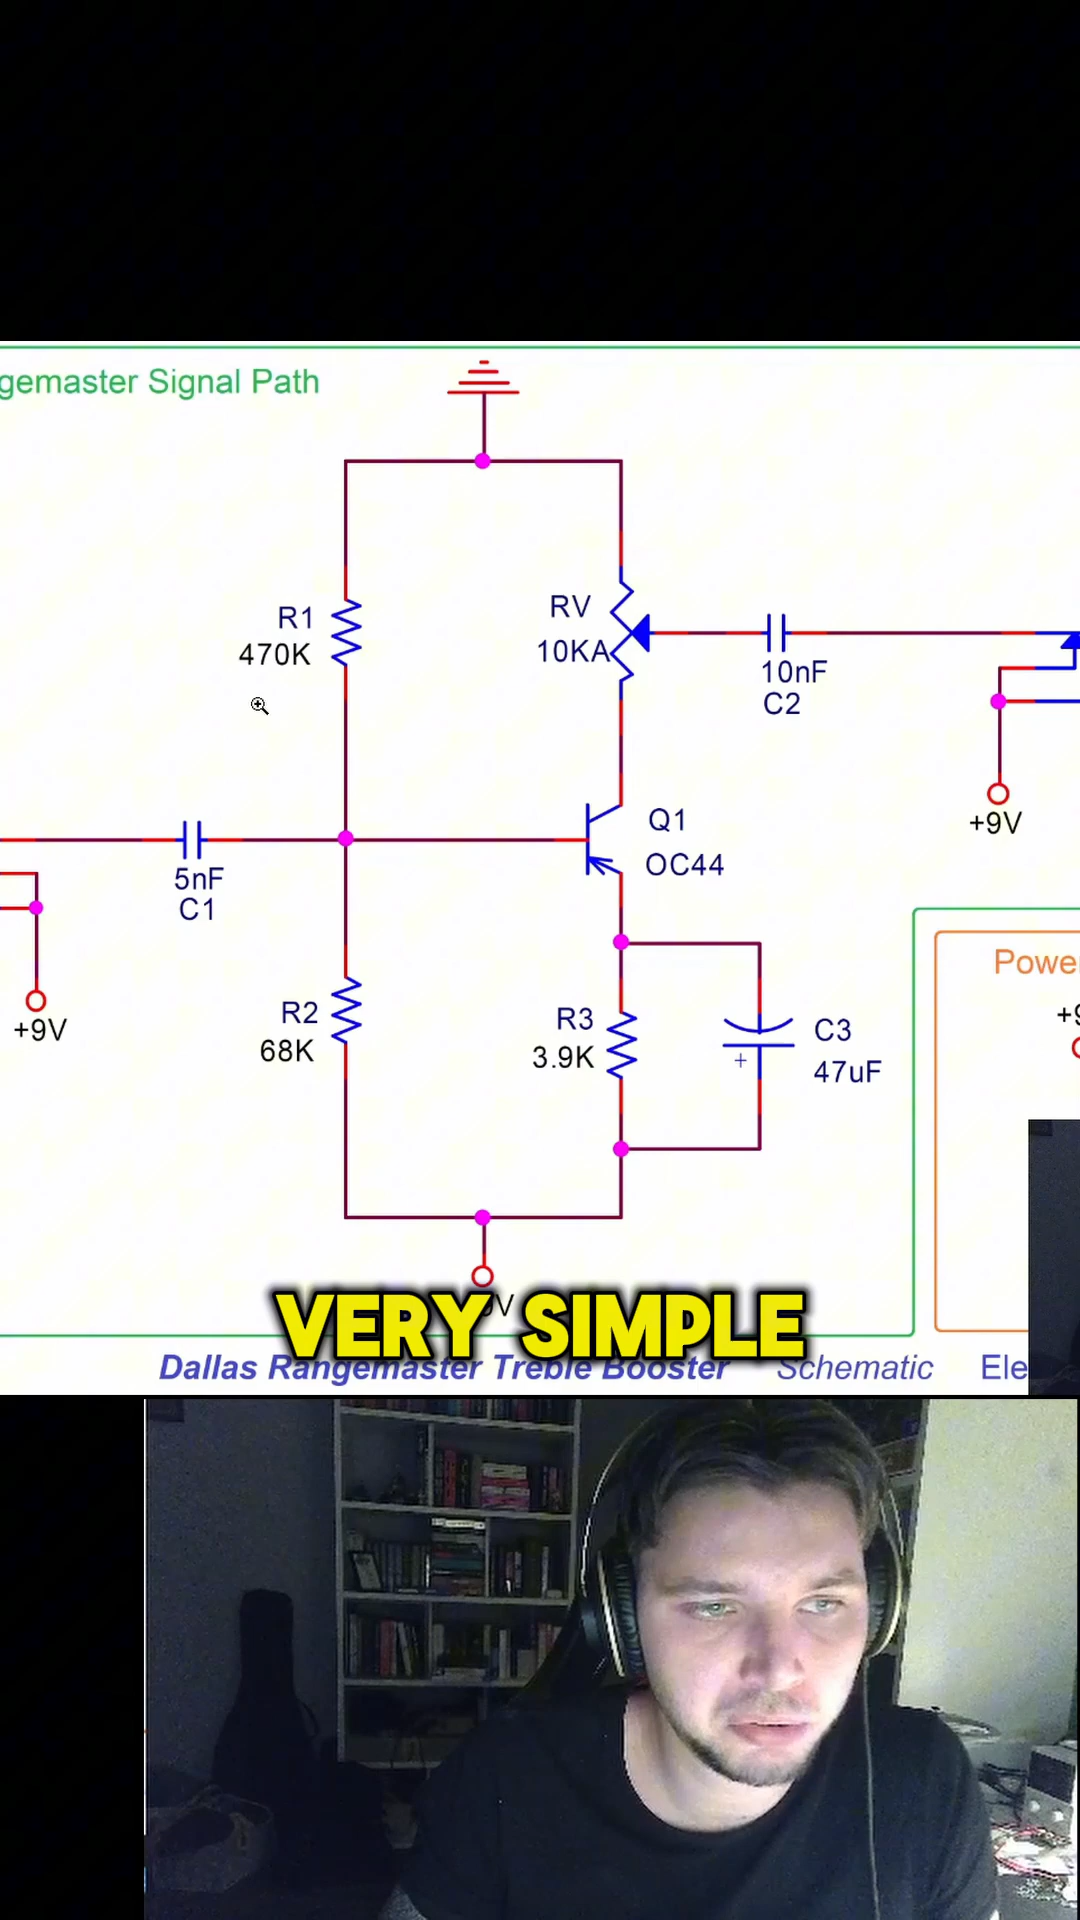 gemaster Signal Path
R1
470K
RV
10KA
10nF
C2
+9V
Q1
OC44
5nF
C1
+9V
R2
68K
R3
3.9K
+
C3
47uF
Powe
+9
V
VERY SIMPLE
Dallas Rangemaster Treble Booster Schematic Ele